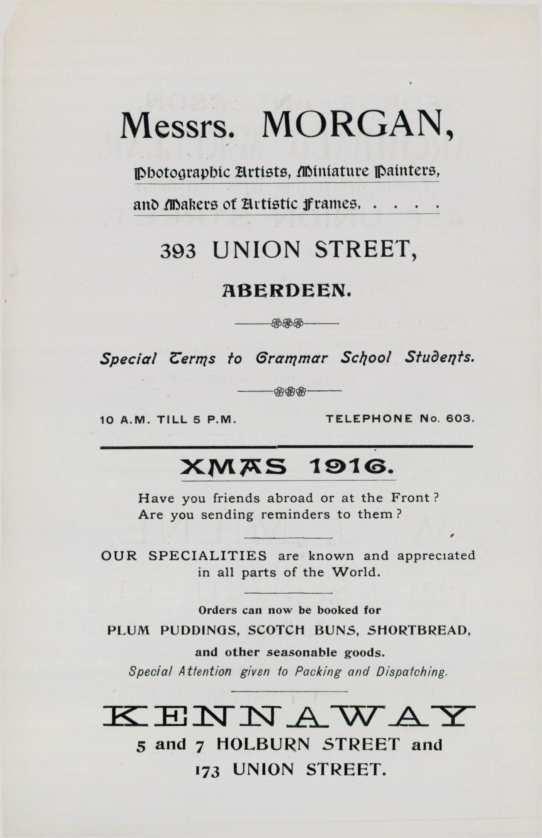 Messrs. MORGAN,
Photographic Artists, Miniature Painters,
and Makers of Artistic Frames, . . . .
393 UNION STREET,
ABERDEEN.
Special Terms to Grammar School Students.
10 A.M. TILL 5 P.M. TELEPHONE No. 603.
XMAS 1916.
Have you friends abroad or at the Front?
Are you sending reminders to them?
OUR SPECIALITIES are known and appreciated
in all parts of the World.
Orders can now be booked for
PLUM PUDDINGS, SCOTCH BUNS, SHORTBREAD,
and other seasonable goods.
Special Attention given to Packing and Dispatching.
KENNAWAY
5 and 7 HOLBURN STREET and
173 UNION STREET.